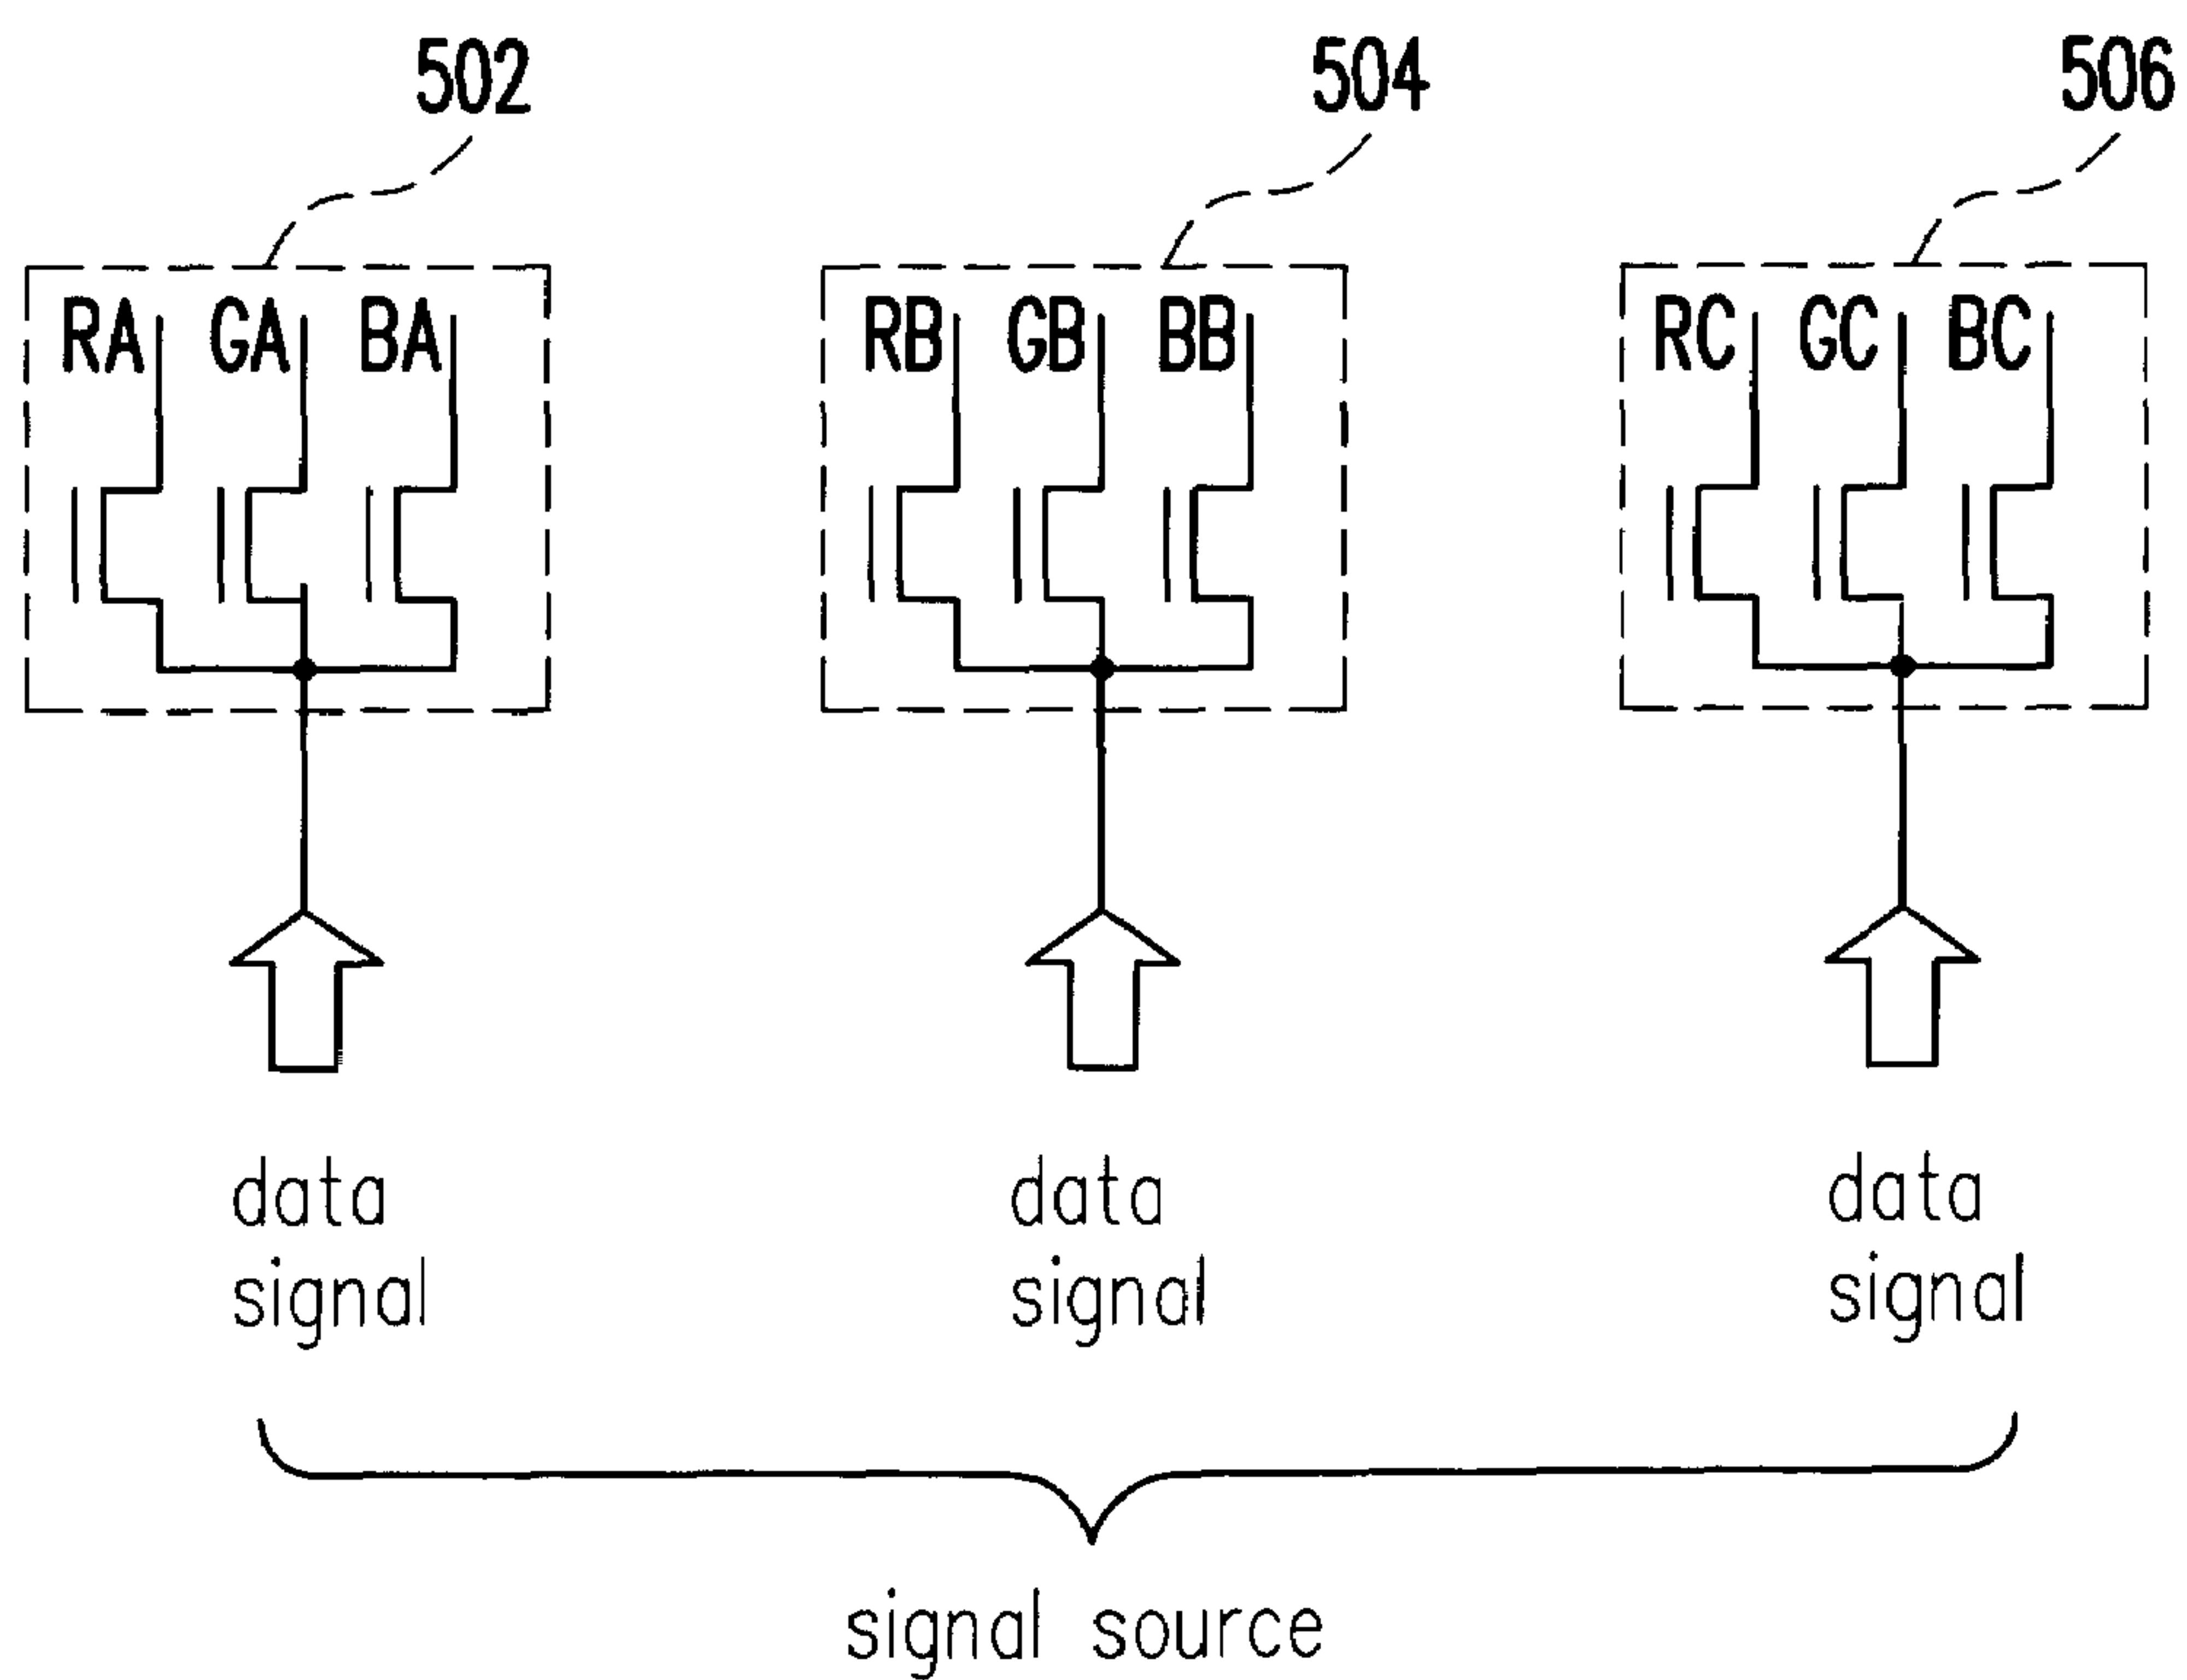 502 504 506
RA GA BA RB GB BB RC GC BC
data data data
signal signal signal
signal source